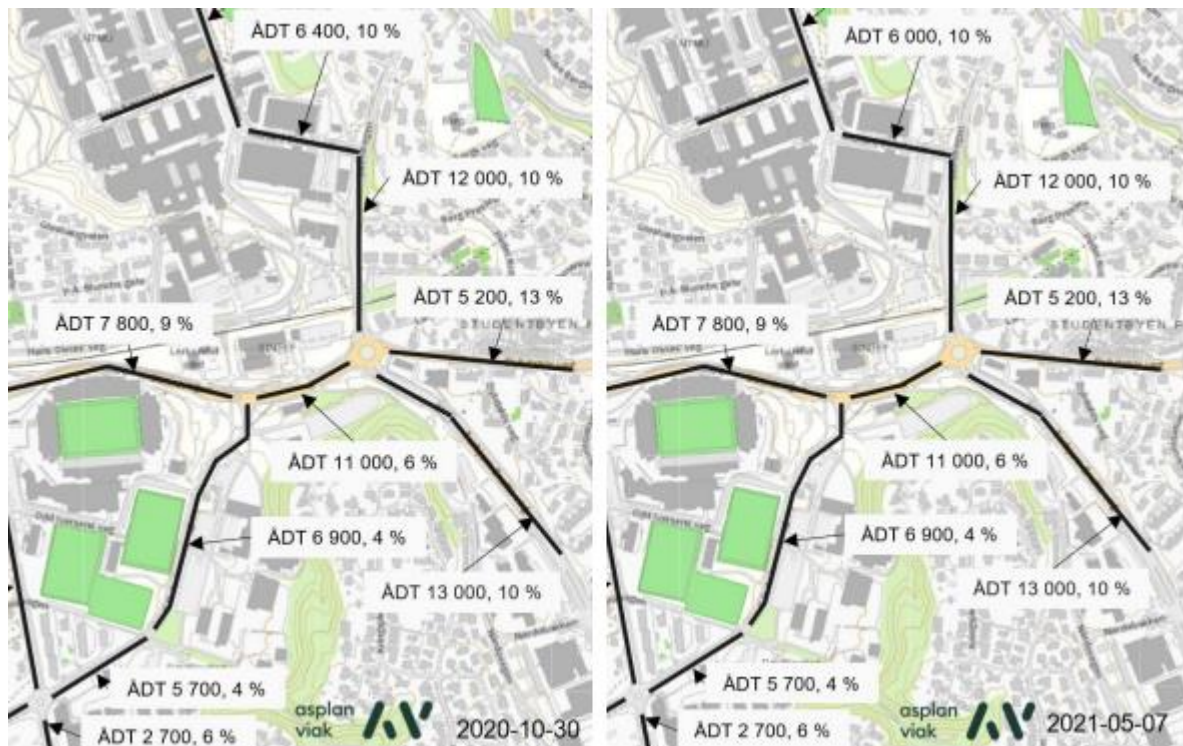 NTNU
ÅDT 6 400, 10 %
ÅDT 12 000, 10 %
ÅDT 5 200, 13 %
STUDENTBYEN
ÅDT 7 800, 9 %
ÅDT 11 000, 6 %
ÅDT 6 900, 4 %
ÅDT 13 000, 10 %
ÅDT 5 700, 4 %
ÅDT 2 700, 6 %
asplan
viak
2020-10-30
NTNU
ÅDT 6 000, 10 %
ÅDT 12 000, 10 %
ÅDT 5 200, 13 %
STUDENTBYEN
ÅDT 7 800, 9 %
ÅDT 11 000, 6 %
ÅDT 6 900, 4 %
ÅDT 13 000, 10 %
ÅDT 5 700, 4 %
ÅDT 2 700, 6 %
asplan
viak
2021-05-07